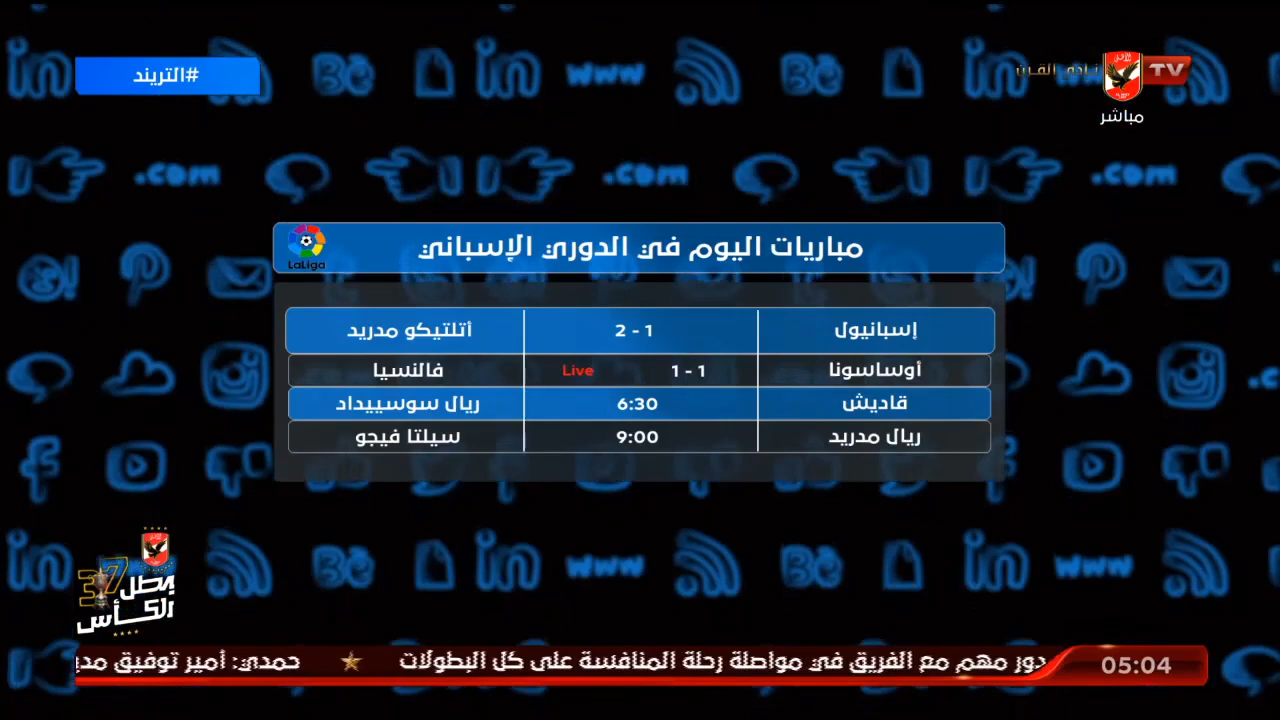 #التريند
نادي القرن
TV
مباشر
مباريات اليوم في الدوري الإسباني
LaLiga
إسبانيول 1 - 2 أتلتيكو مدريد
أوساسونا 1 - 1 Live فالنسيا
قاديش 6:30 ريال سوسييداد
ريال مدريد 9:00 سيلتا فيجو
37
بطل
الكأس
05:04 دور مهم مع الفريق في مواصلة رحلة المنافسة على كل البطولات حمدي: أمير توفيق